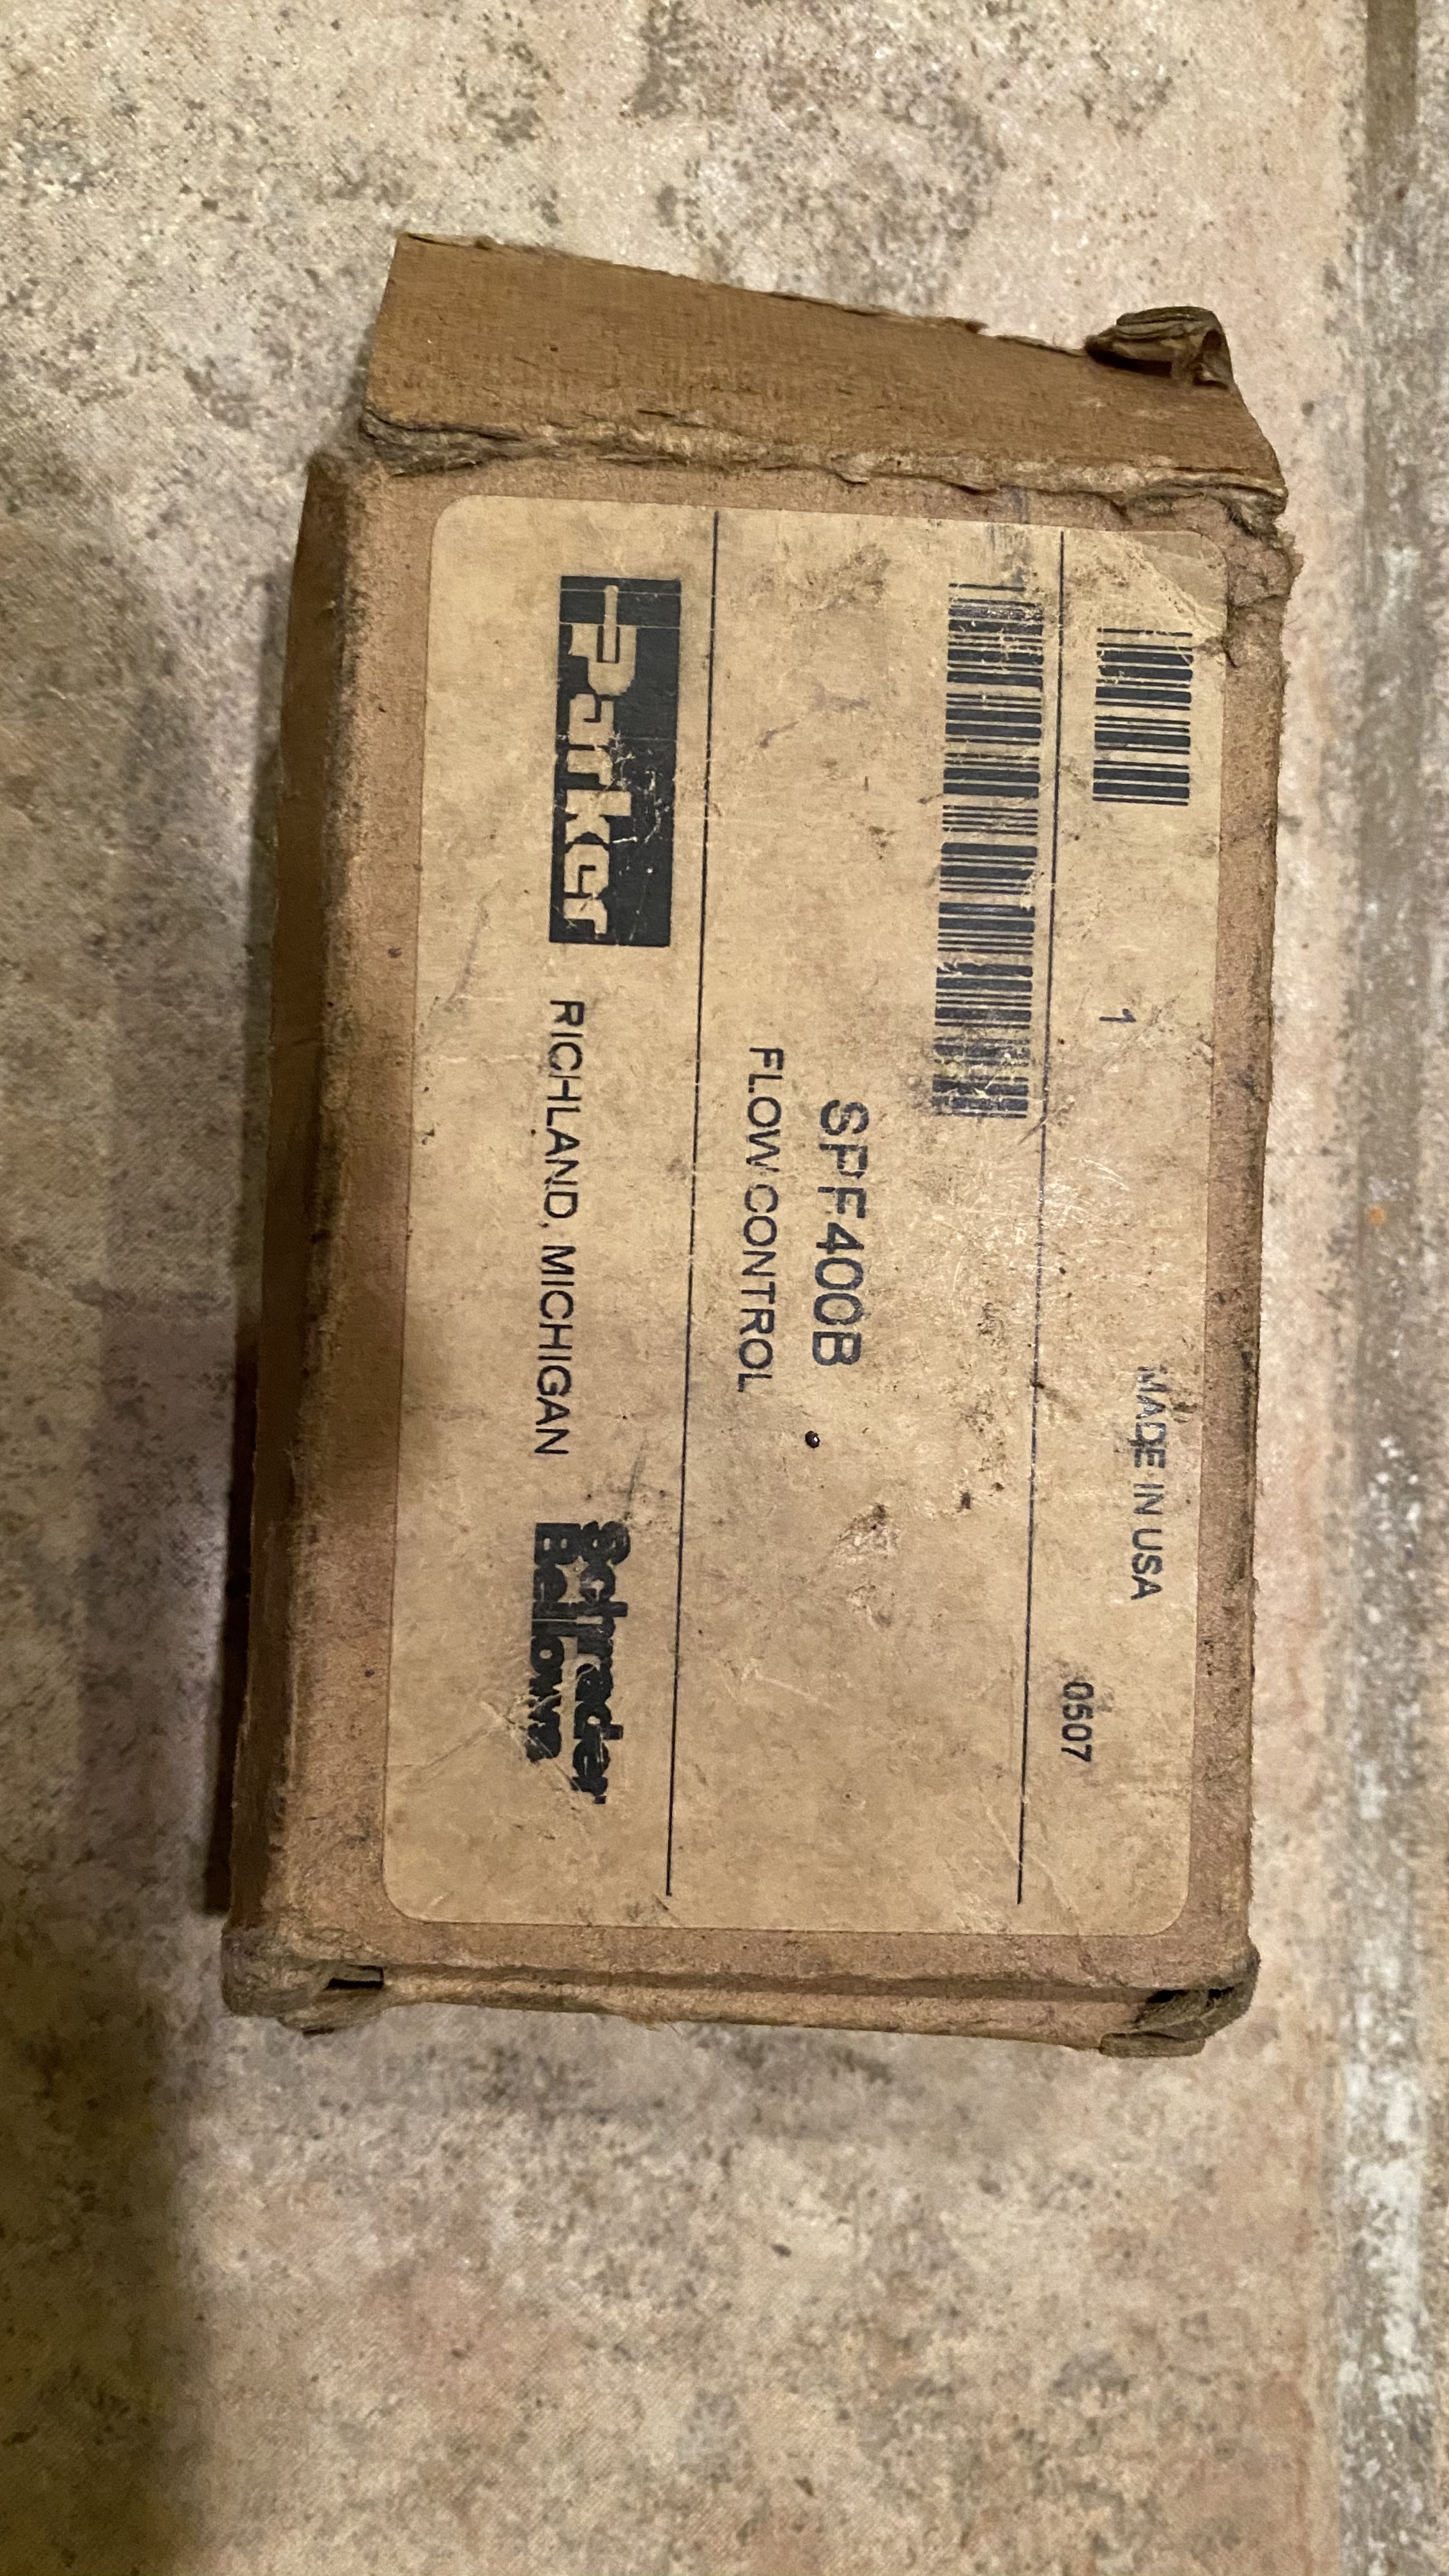 1
MADE IN USA
0507
SPF400B
FLOW CONTROL
Parker
RICHLAND, MICHIGAN
Schrader
Bellows